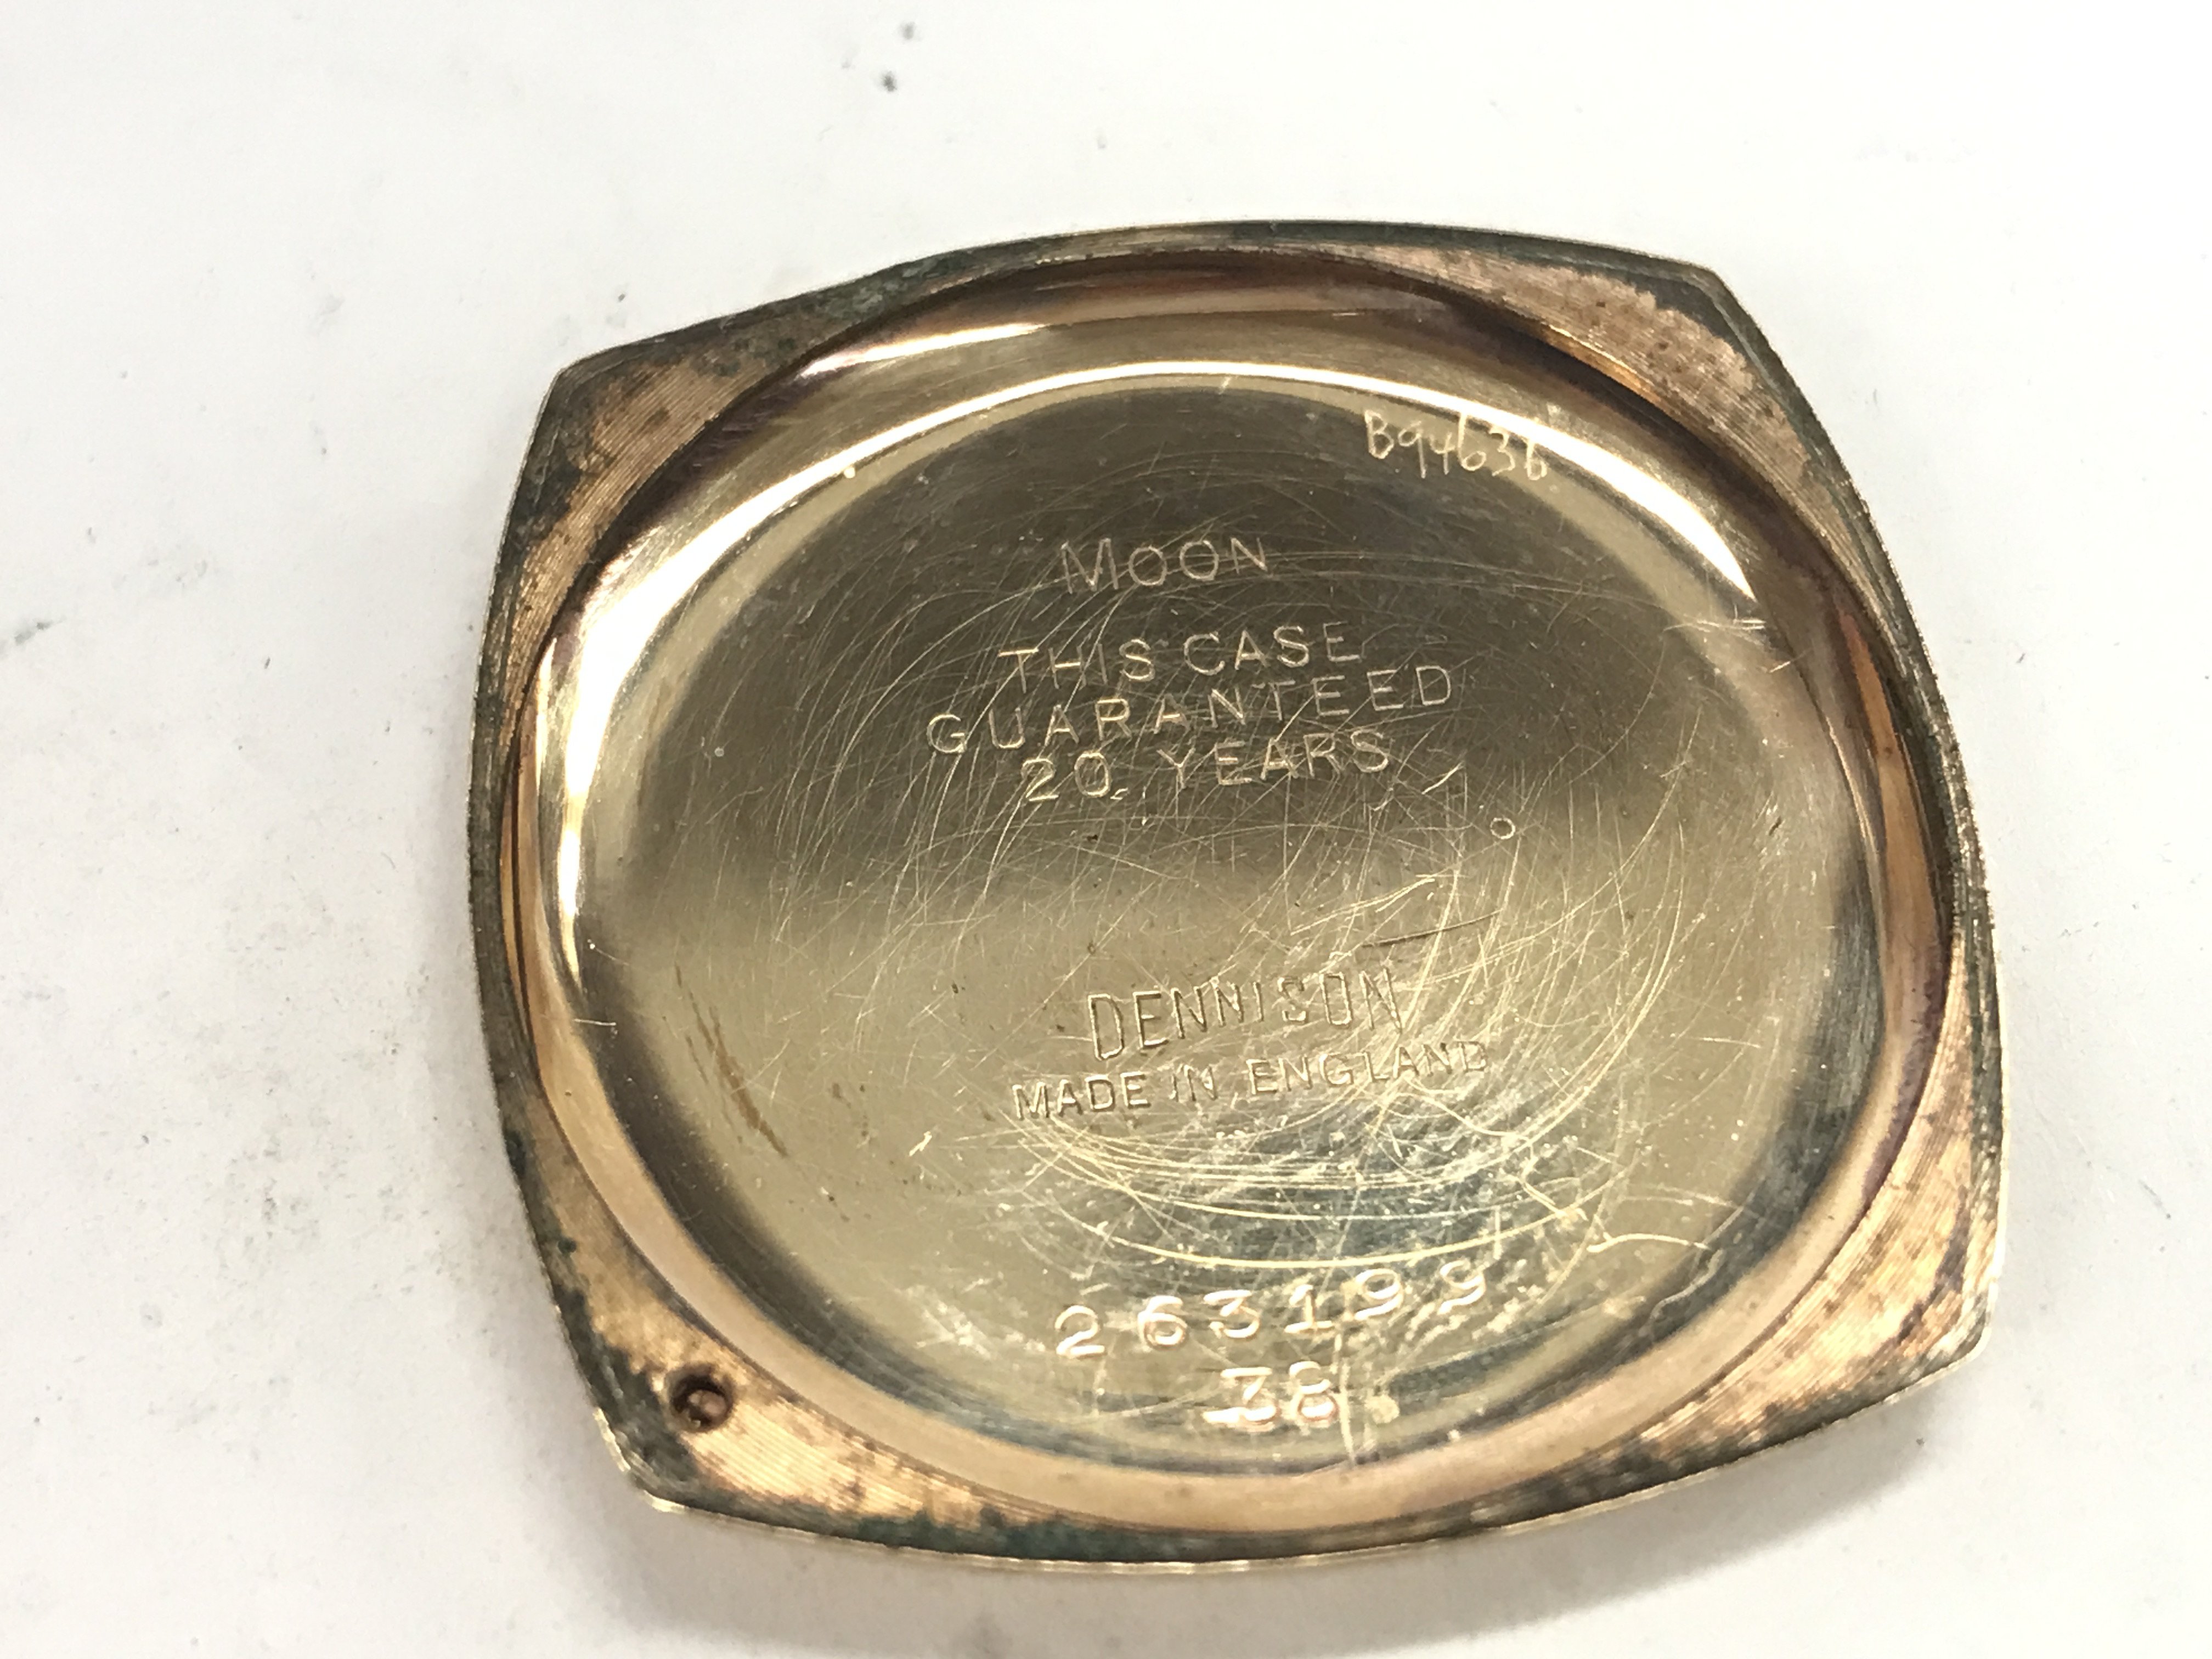 B94636
MOON
THIS CASE
GUARANTEED
20 YEARS
DENNISON
MADE IN ENGLAND
263199
38